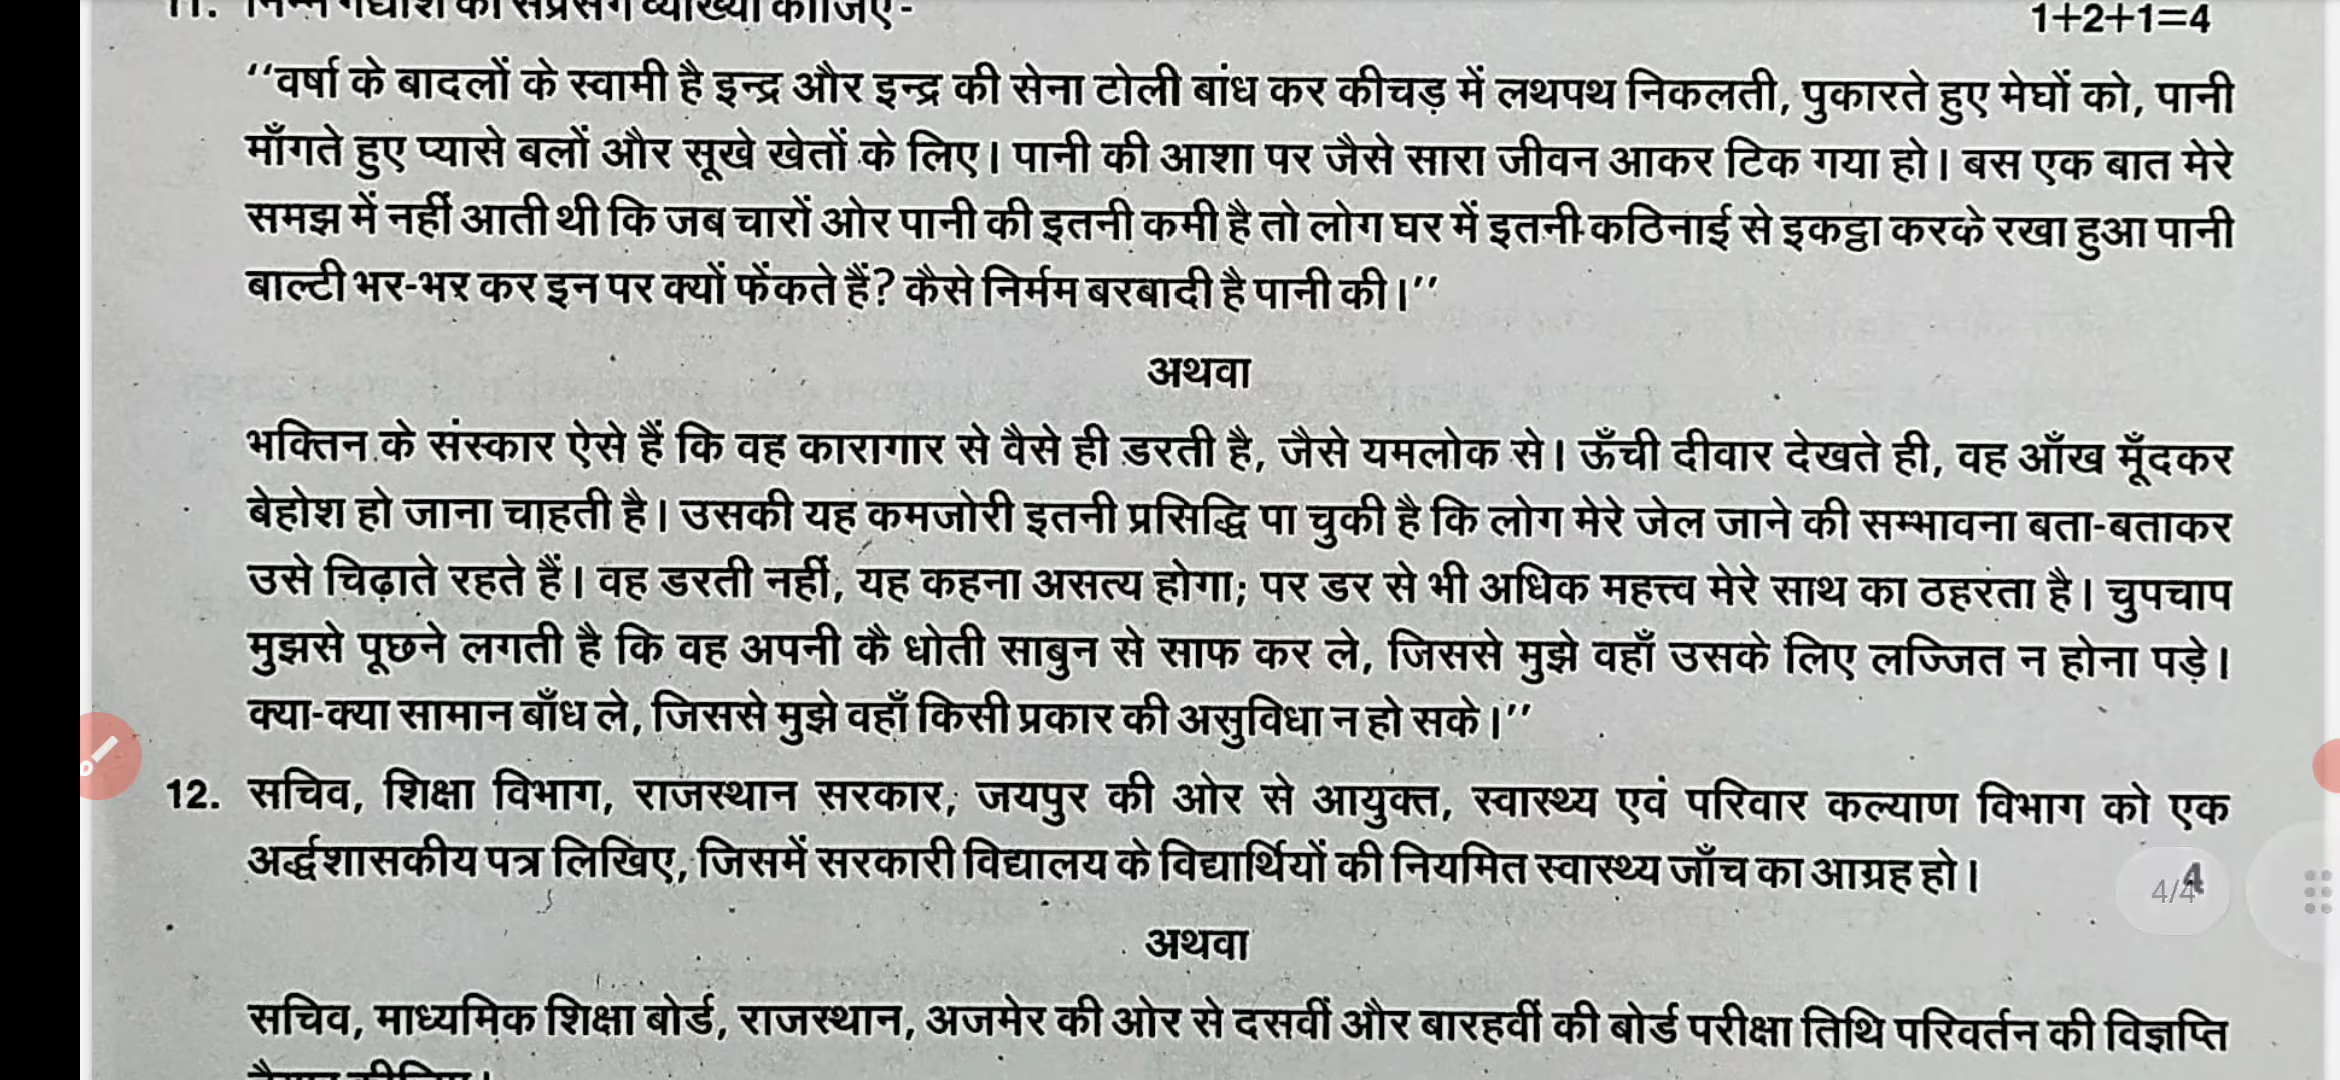 11. निम्न गद्यांश की सप्रसंग व्याख्या कीजिए - 1+2+1=4
‘‘वर्षा के बादलों के स्वामी है इन्द्र और इन्द्र की सेना टोली बांध कर कीचड़ में लथपथ निकलती, पुकारते हुए मेघों को, पानी
माँगते हुए प्यासे बलों और सूखे खेतों के लिए। पानी की आशा पर जैसे सारा जीवन आकर टिक गया हो। बस एक बात मेरे
समझ में नहीं आती थी कि जब चारों ओर पानी की इतनी कमी है तो लोग घर में इतनी कठिनाई से इकट्ठा करके रखा हुआ पानी
बाल्टी भर-भर कर इन पर क्यों फेंकते हैं? कैसे निर्मम बरबादी है पानी की।’’
अथवा
भक्तिन के संस्कार ऐसे हैं कि वह कारागार से वैसे ही डरती है, जैसे यमलोक से। ऊँची दीवार देखते ही, वह आँख मूँदकर
बेहोश हो जाना चाहती है। उसकी यह कमजोरी इतनी प्रसिद्धि पा चुकी है कि लोग मेरे जेल जाने की सम्भावना बता-बताकर
उसे चिढ़ाते रहते हैं। वह डरती नहीं, यह कहना असत्य होगा; पर डर से भी अधिक महत्त्व मेरे साथ का ठहरता है। चुपचाप
मुझसे पूछने लगती है कि वह अपनी कै धोती साबुन से साफ कर ले, जिससे मुझे वहाँ उसके लिए लज्जित न होना पड़े।
क्या-क्या सामान बाँध ले, जिससे मुझे वहाँ किसी प्रकार की असुविधा न हो सके।’’
12. सचिव, शिक्षा विभाग, राजस्थान सरकार, जयपुर की ओर से आयुक्त, स्वास्थ्य एवं परिवार कल्याण विभाग को एक
अर्द्धशासकीय पत्र लिखिए, जिसमें सरकारी विद्यालय के विद्यार्थियों की नियमित स्वास्थ्य जाँच का आग्रह हो। 4
4/4
अथवा
सचिव, माध्यमिक शिक्षा बोर्ड, राजस्थान, अजमेर की ओर से दसवीं और बारहवीं की बोर्ड परीक्षा तिथि परिवर्तन की विज्ञप्ति